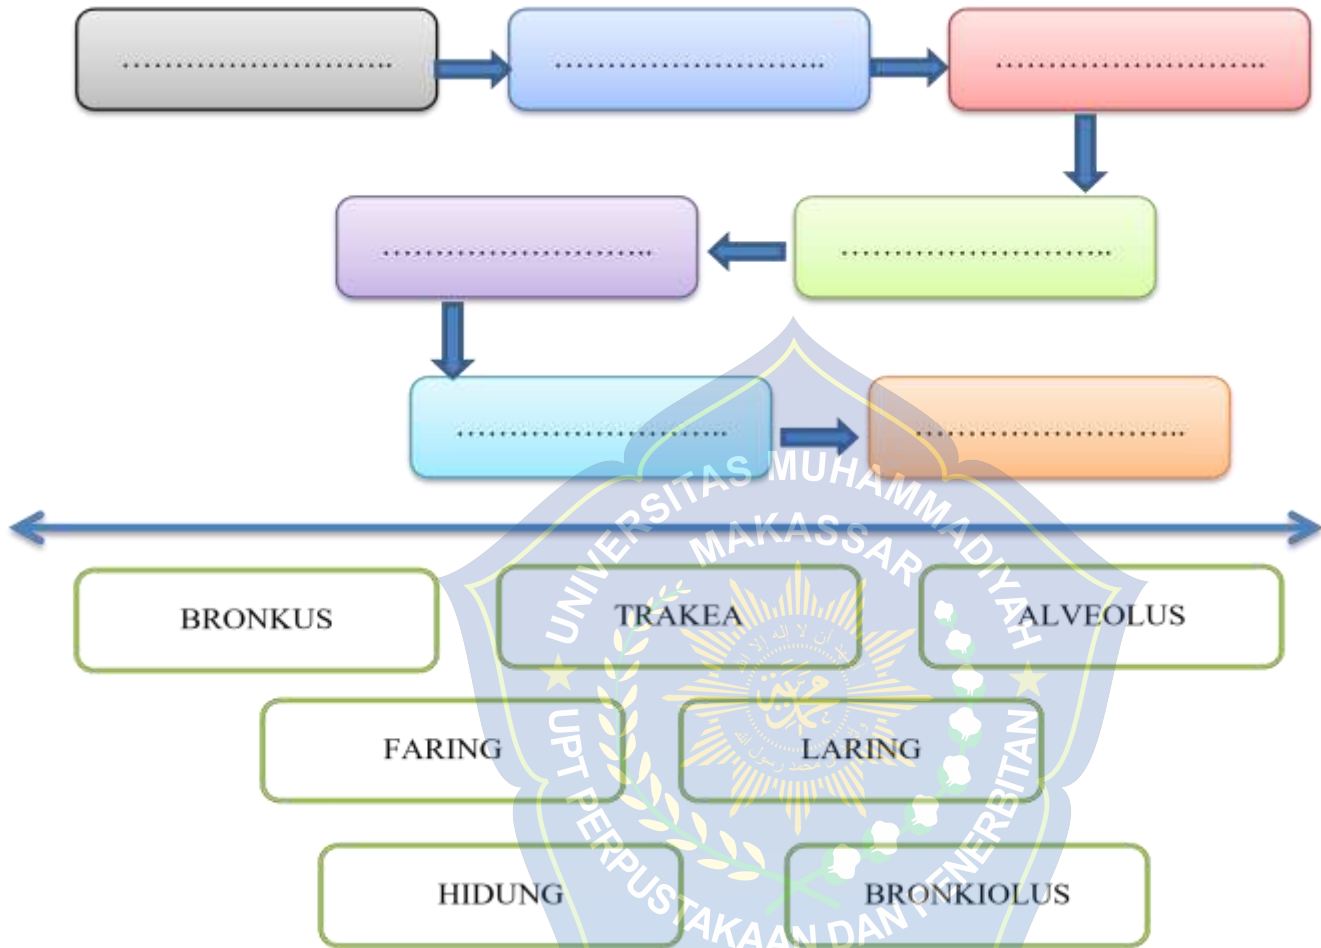 ........................... ........................... ...........................
........................... ...........................
........................... ...........................
BRONKUS TRAKEA ALVEOLUS
FARING LARING
HIDUNG BRONKIOLUS
UNIVERSITAS MUHAMMADIYAH
MAKASSAR
UPT PERPUSTAKAAN DAN PENERBITAN